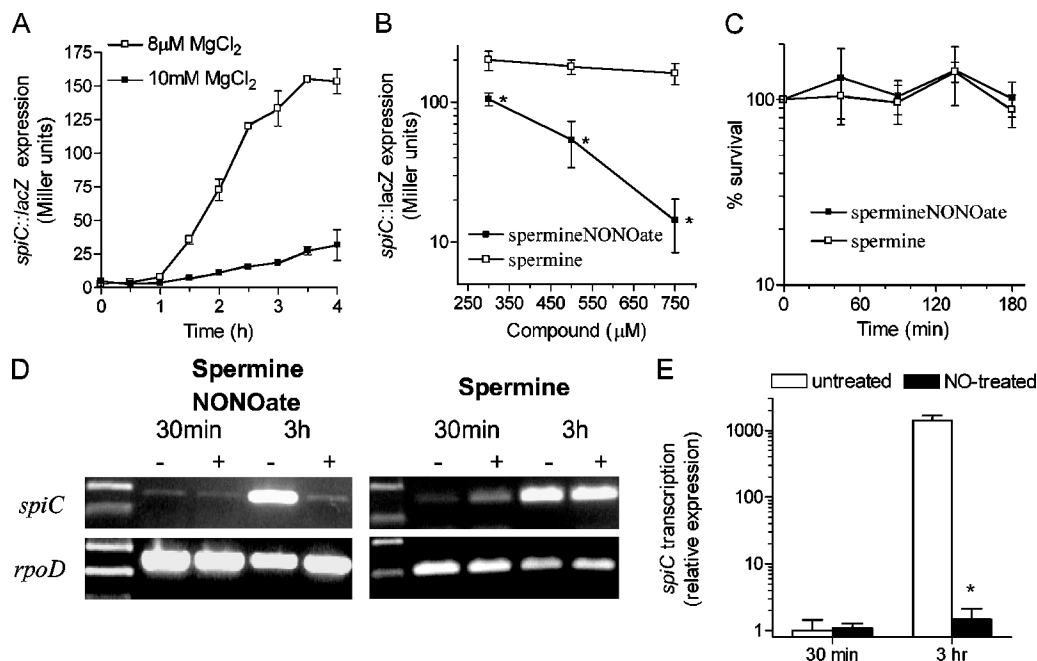 A
8μM MgCl2
10mM MgCl2
spiC::lacZ expression
(Miller units)
175
150
125
100
75
50
25
0
0
1
2
3
4
Time (h)
B
spiC::lacZ expression
(Miller units)
100
10
*
*
*
spermineNONOate
spermine
250
350
450
550
650
750
Compound (μM)
C
% survival
100
10
spermineNONOate
spermine
0
45
90
135
180
Time (min)
D
Spermine
NONOate
Spermine
30min
3h
30min
3h
- + - +
- + - +
spiC
rpoD
E
untreated
NO-treated
spiC transcription
(relative expression)
1000
100
10
1
*
30 min
3 hr